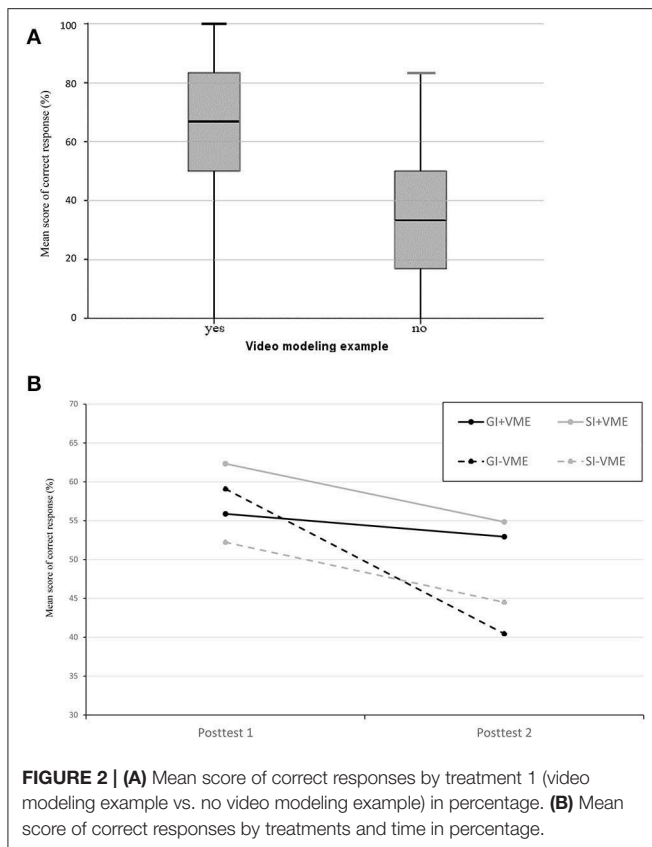 A
100
80
60
40
20
0
Mean score of correct response (%)
yes
no
Video modeling example
B
70
65
60
55
50
45
40
35
30
Mean score of correct response (%)
GI+VME
SI+VME
GI-VME
SI-VME
Posttest 1
Posttest 2
FIGURE 2 | (A) Mean score of correct responses by treatment 1 (video
modeling example vs. no video modeling example) in percentage. (B) Mean
score of correct responses by treatments and time in percentage.